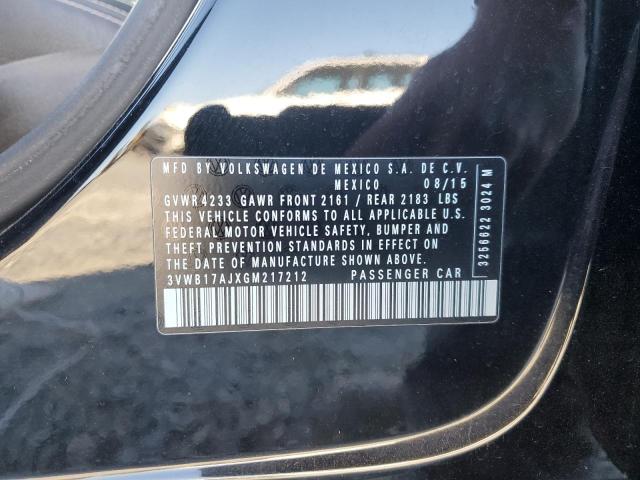 MFD BY VOLKSWAGEN DE MEXICO S.A. DE C.V.
MEXICO 08/15
GVWR 4233 GAWR FRONT 2161 / REAR 2183 LBS
THIS VEHICLE CONFORMS TO ALL APPLICABLE U.S.
FEDERAL MOTOR VEHICLE SAFETY, BUMPER AND
THEFT PREVENTION STANDARDS IN EFFECT ON
THE DATE OF MANUFACTURE SHOWN ABOVE.
3VWB17AJXGM217212 PASSENGER CAR
3256622 3024 M